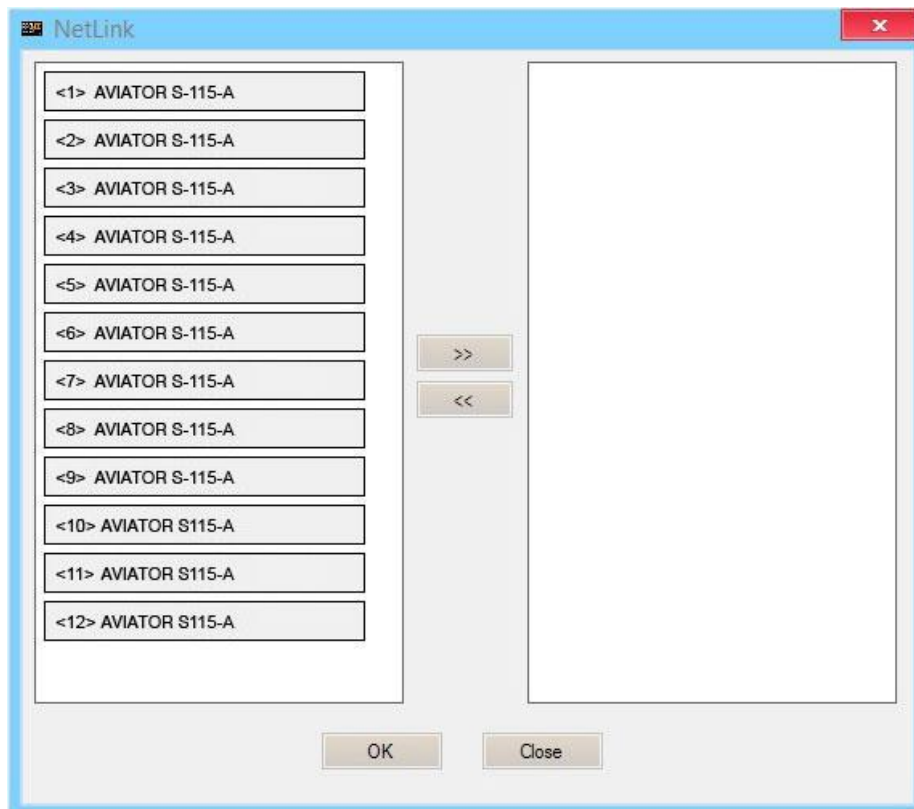 NetLink
<1> AVIATOR S-115-A
<2> AVIATOR S-115-A
<3> AVIATOR S-115-A
<4> AVIATOR S-115-A
<5> AVIATOR S-115-A
<6> AVIATOR S-115-A
<7> AVIATOR S-115-A
<8> AVIATOR S-115-A
<9> AVIATOR S-115-A
<10> AVIATOR S115-A
<11> AVIATOR S115-A
<12> AVIATOR S115-A
>>
<<
OK Close